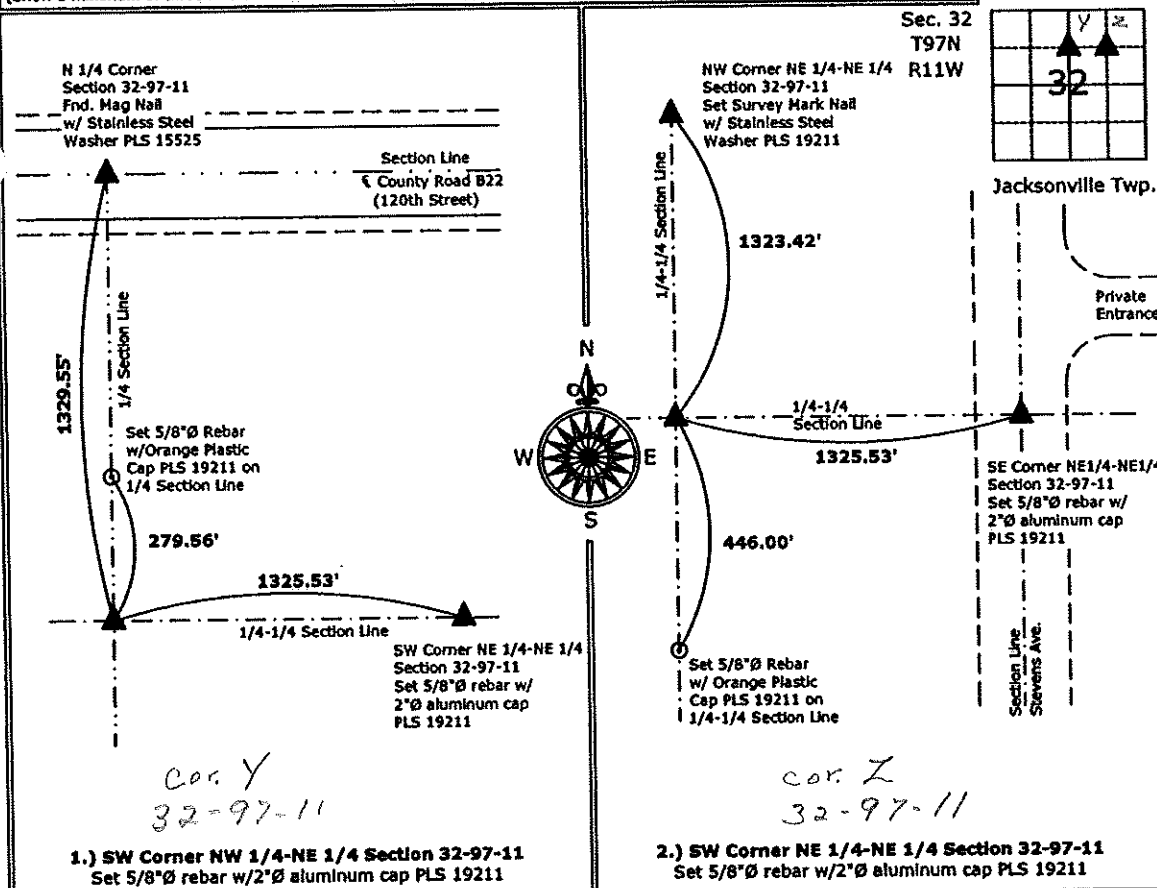 N 1/4 Corner
Section 32-97-11
Fnd. Mag Nail
w/ Stainless Steel
Washer PLS 15525
Section Line
℄ County Road B22
(120th Street)
1/4 Section Line
1329.55'
Set 5/8"Ø Rebar
w/Orange Plastic
Cap PLS 19211 on
1/4 Section Line
279.56'
1325.53'
1/4-1/4 Section Line
SW Corner NE 1/4-NE 1/4
Section 32-97-11
Set 5/8"Ø rebar w/
2"Ø aluminum cap
PLS 19211
Cor. Y
32-97-11
1.) SW Corner NW 1/4-NE 1/4 Section 32-97-11
Set 5/8"Ø rebar w/2"Ø aluminum cap PLS 19211
N
W
E
S
Sec. 32
T97N
R11W
Y Z
32
Jacksonville Twp.
NW Corner NE 1/4-NE 1/4
Section 32-97-11
Set Survey Mark Nail
w/ Stainless Steel
Washer PLS 19211
1/4-1/4 Section Line
1323.42'
Private
Entrance
1/4-1/4
Section Line
1325.53'
SE Corner NE1/4-NE1/4
Section 32-97-11
Set 5/8"Ø rebar w/
2"Ø aluminum cap
PLS 19211
446.00'
Set 5/8"Ø Rebar
w/ Orange Plastic
Cap PLS 19211 on
1/4-1/4 Section Line
Section Line
Stevens Ave.
cor. Z
32-97-11
2.) SW Corner NE 1/4-NE 1/4 Section 32-97-11
Set 5/8"Ø rebar w/2"Ø aluminum cap PLS 19211